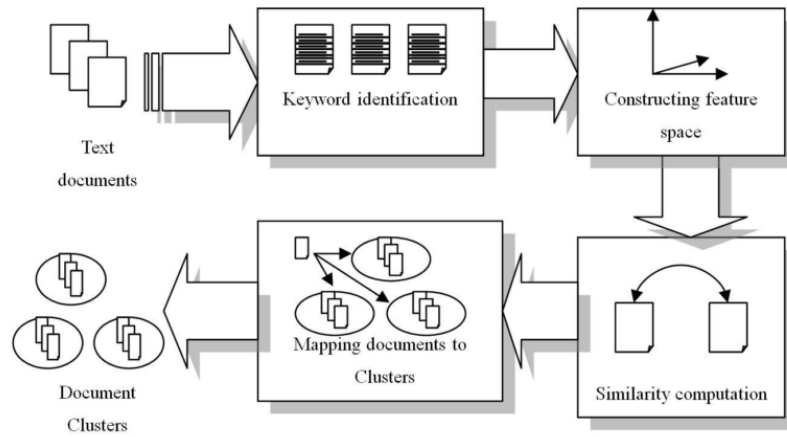 Keyword identification
Constructing feature
space
Text
documents
Mapping documents to
Clusters
Similarity computation
Document
Clusters